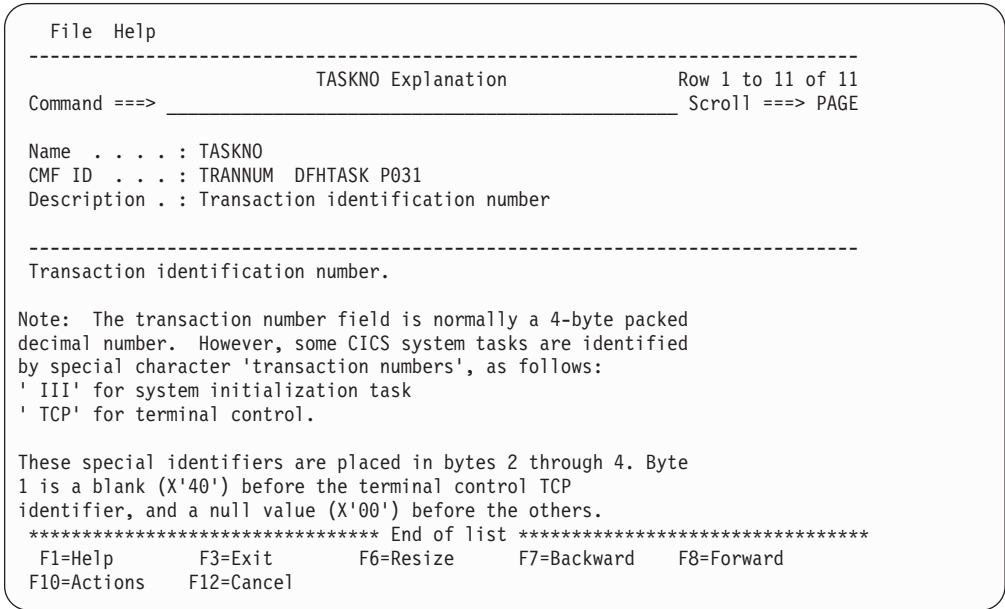 File Help
------------------------------------------------------------------------------
TASKNO Explanation Row 1 to 11 of 11
Command ===> ________________________________________________ Scroll ===> PAGE
Name . . . . : TASKNO
CMF ID . . . : TRANNUM DFHTASK P031
Description . : Transaction identification number
------------------------------------------------------------------------------
Transaction identification number.
Note: The transaction number field is normally a 4-byte packed
decimal number. However, some CICS system tasks are identified
by special character 'transaction numbers', as follows:
' III' for system initialization task
' TCP' for terminal control.
These special identifiers are placed in bytes 2 through 4. Byte
1 is a blank (X'40') before the terminal control TCP
identifier, and a null value (X'00') before the others.
********************************* End of list *********************************
F1=Help F3=Exit F6=Resize F7=Backward F8=Forward
F10=Actions F12=Cancel